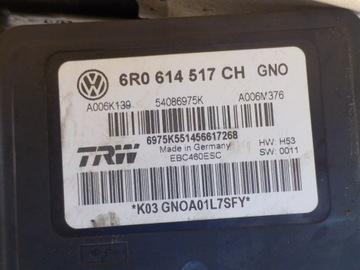 6R0 614 517 CH GNO
A006K139 54086975K A006M376
6975K551456617268
TRW Made in Germany HW: H53
EBC460ESC SW: 0011
*K03 GNOA01L7SFY*